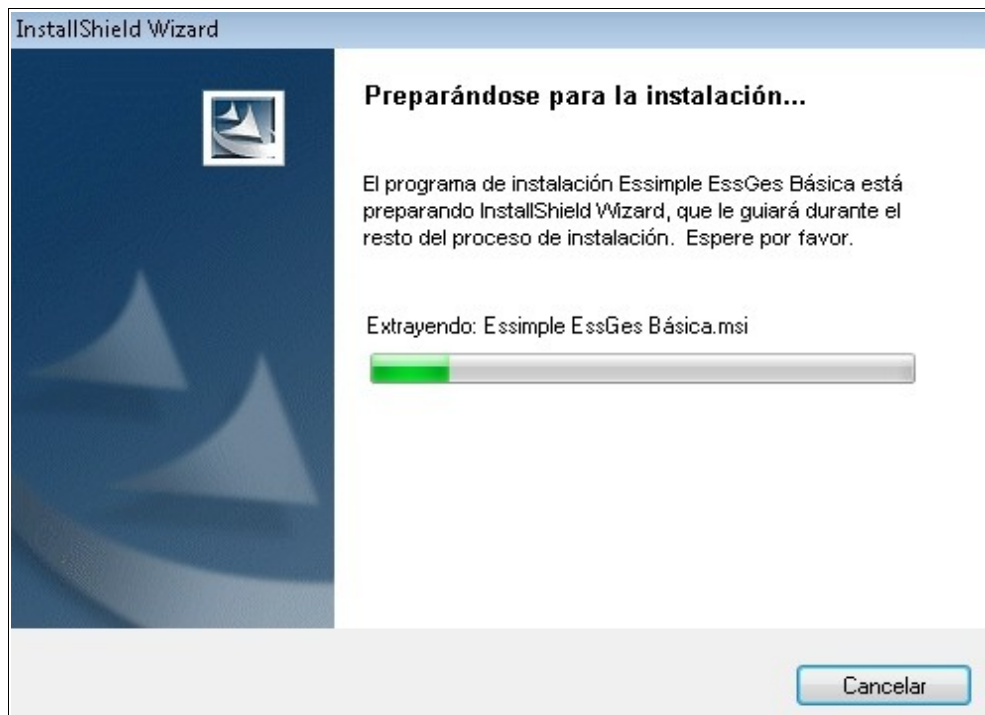 InstallShield Wizard
Preparándose para la instalación...
El programa de instalación Essimple EssGes Básica está
preparando InstallShield Wizard, que le guiará durante el
resto del proceso de instalación.  Espere por favor.
Extrayendo: Essimple EssGes Básica.msi
Cancelar